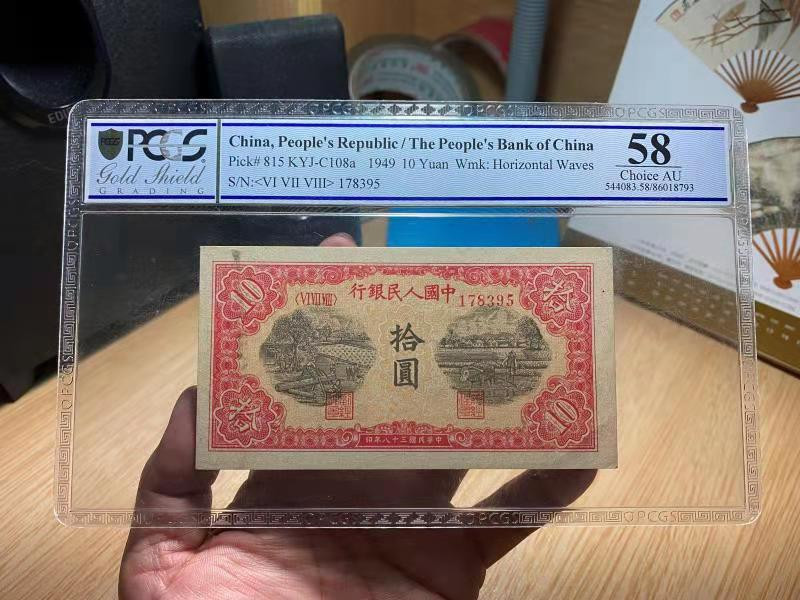 EDI
PCGS
Gold Shield
GRADING
China, People's Republic / The People's Bank of China
Pick# 815 KYJ-C108a 1949 10 Yuan Wmk: Horizontal Waves
S/N:<VI VII VIII> 178395
58
Choice AU
544083.58/86018793
10
〈VI VII VIII〉
行銀民人國中
178395
拾
拾
圓
拾
10
印年八十三國民華中